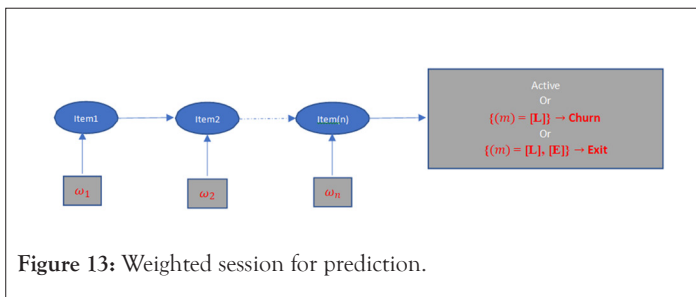 Item1
Item2
Item(n)
Active
Or
{(m) = [L]} → Churn
Or
{(m) = [L], [E]} → Exit
ω₁
ω₂
ωₙ
Figure 13: Weighted session for prediction.